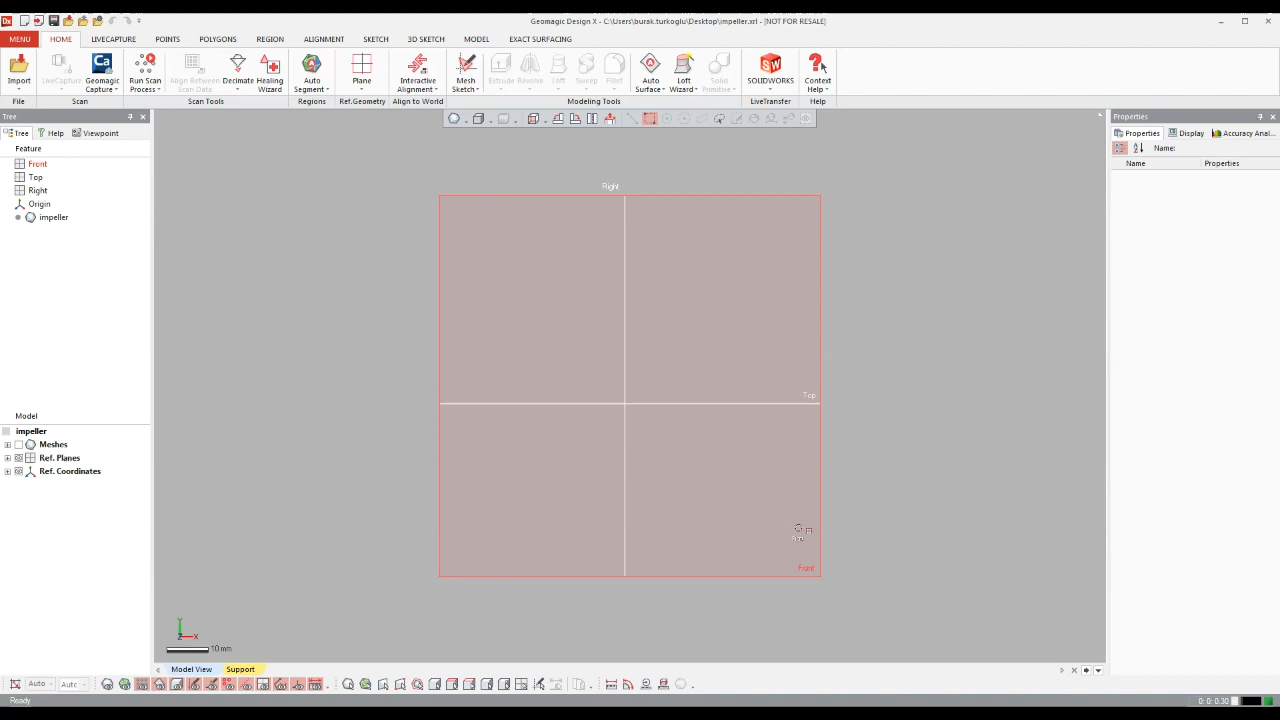 Geomagic Design X - C:\Users\burak.turkoglu\Desktop\impeller.xrl - [NOT FOR RESALE]
MENU HOME LIVECAPTURE POINTS POLYGONS REGION ALIGNMENT SKETCH 3D SKETCH MODEL EXACT SURFACING
Import LiveCapture Geomagic Capture Run Scan Process Align Between Scan Data Decimate Healing Wizard Auto Segment Plane Interactive Alignment Mesh Sketch Extrude Revolve Loft Sweep Fillet Auto Surface Loft Wizard Solid Primitive SOLIDWORKS Context Help
File Scan Scan Tools Regions Ref.Geometry Align to World Modeling Tools LiveTransfer Help
Tree
Tree Help Viewpoint
Feature
Front
Top
Right
Origin
impeller
Model
impeller
Meshes
Ref. Planes
Ref. Coordinates
Right
Top
Front
Y
Z X
10 mm
Model View Support
Properties
Properties Display Accuracy Anal...
Name:
Name Properties
Auto Autc
Ready
0: 0: 0.30